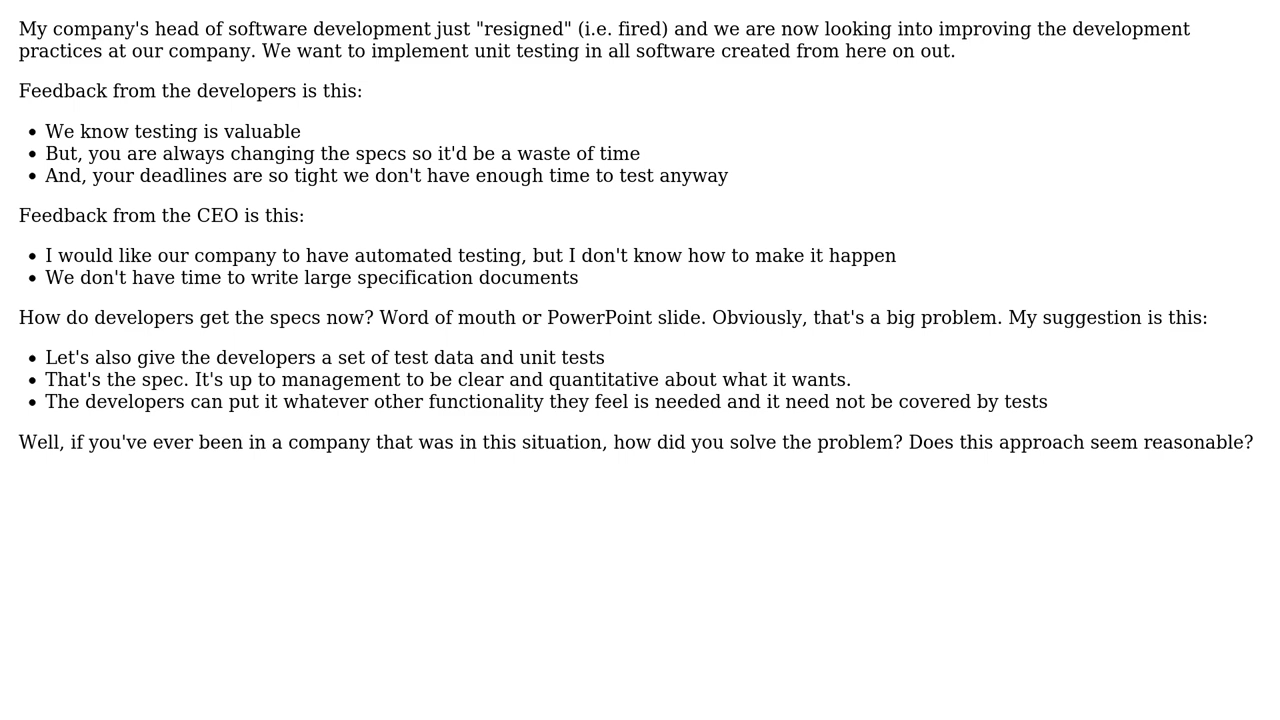 My company's head of software development just "resigned" (i.e. fired) and we are now looking into improving the development
practices at our company. We want to implement unit testing in all software created from here on out.
Feedback from the developers is this:
• We know testing is valuable
• But, you are always changing the specs so it'd be a waste of time
• And, your deadlines are so tight we don't have enough time to test anyway
Feedback from the CEO is this:
• I would like our company to have automated testing, but I don't know how to make it happen
• We don't have time to write large specification documents
How do developers get the specs now? Word of mouth or PowerPoint slide. Obviously, that's a big problem. My suggestion is this:
• Let's also give the developers a set of test data and unit tests
• That's the spec. It's up to management to be clear and quantitative about what it wants.
• The developers can put it whatever other functionality they feel is needed and it need not be covered by tests
Well, if you've ever been in a company that was in this situation, how did you solve the problem? Does this approach seem reasonable?